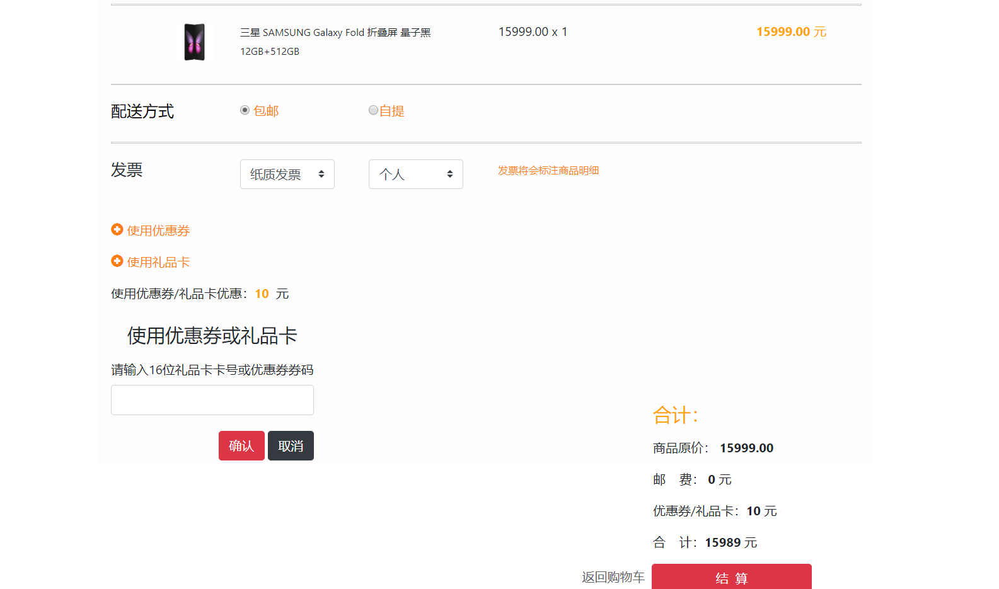 三星 SAMSUNG Galaxy Fold 折叠屏 量子黑 15999.00 x 1 15999.00 元
12GB+512GB
配送方式 包邮 自提
发票 纸质发票 个人 发票将会标注商品明细
使用优惠券
使用礼品卡
使用优惠券/礼品卡优惠：10 元
使用优惠券或礼品卡
请输入16位礼品卡卡号或优惠券券码
确认 取消
合计：
商品原价： 15999.00
邮 费： 0 元
优惠券/礼品卡：10 元
合 计：15989 元
返回购物车 结 算